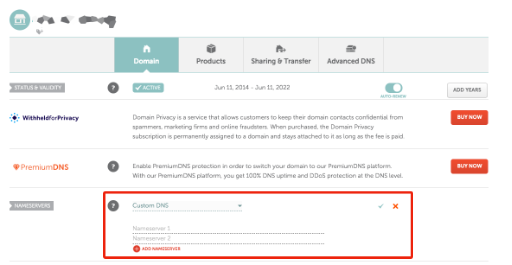 Domain
Products
Sharing & Transfer
Advanced DNS
STATUS & VALIDITY
?
ACTIVE
Jun 11, 2014 - Jun 11, 2022
AUTO-RENEW
ADD YEARS
WithheldforPrivacy
Domain Privacy is a service that allows customers to keep their domain contacts confidential from
spammers, marketing firms and online fraudsters. When purchased, the Domain Privacy
subscription is permanently assigned to a domain and stays attached to it as long as the fee is paid.
BUY NOW
PremiumDNS
?
Enable PremiumDNS protection in order to switch your domain to our PremiumDNS platform.
With our PremiumDNS platform, you get 100% DNS uptime and DDoS protection at the DNS level.
BUY NOW
NAMESERVERS
?
Custom DNS
Nameserver 1
Nameserver 2
ADD NAMESERVER